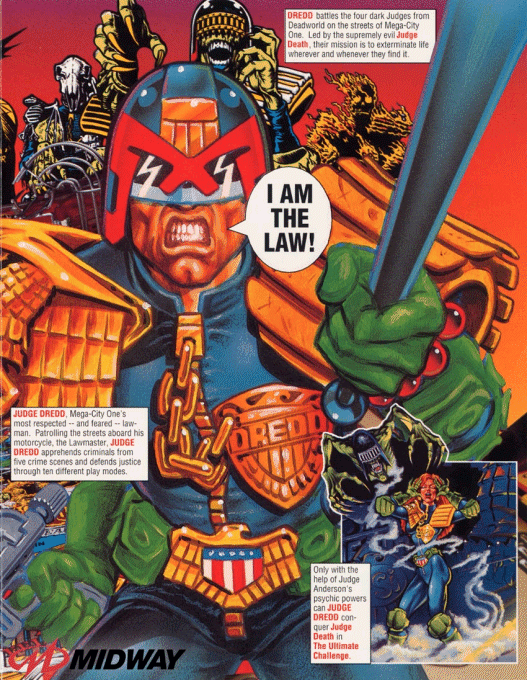 DREDD battles the four dark Judges from
Deadworld on the streets of Mega-City
One. Led by the supremely evil Judge
Death, their mission is to exterminate life
wherever and whenever they find it.
I AM
THE
LAW!
JUDGE DREDD, Mega-City One's
most respected -- and feared -- law-
man. Patrolling the streets aboard his
motorcycle, the Lawmaster, JUDGE
DREDD apprehends criminals from
five crime scenes and defends justice
through ten different play modes.
DREDD
Only with the
help of Judge
Anderson's
psychic powers
can JUDGE
DREDD con-
quer Judge
Death in
The Ultimate
Challenge.
MIDWAY